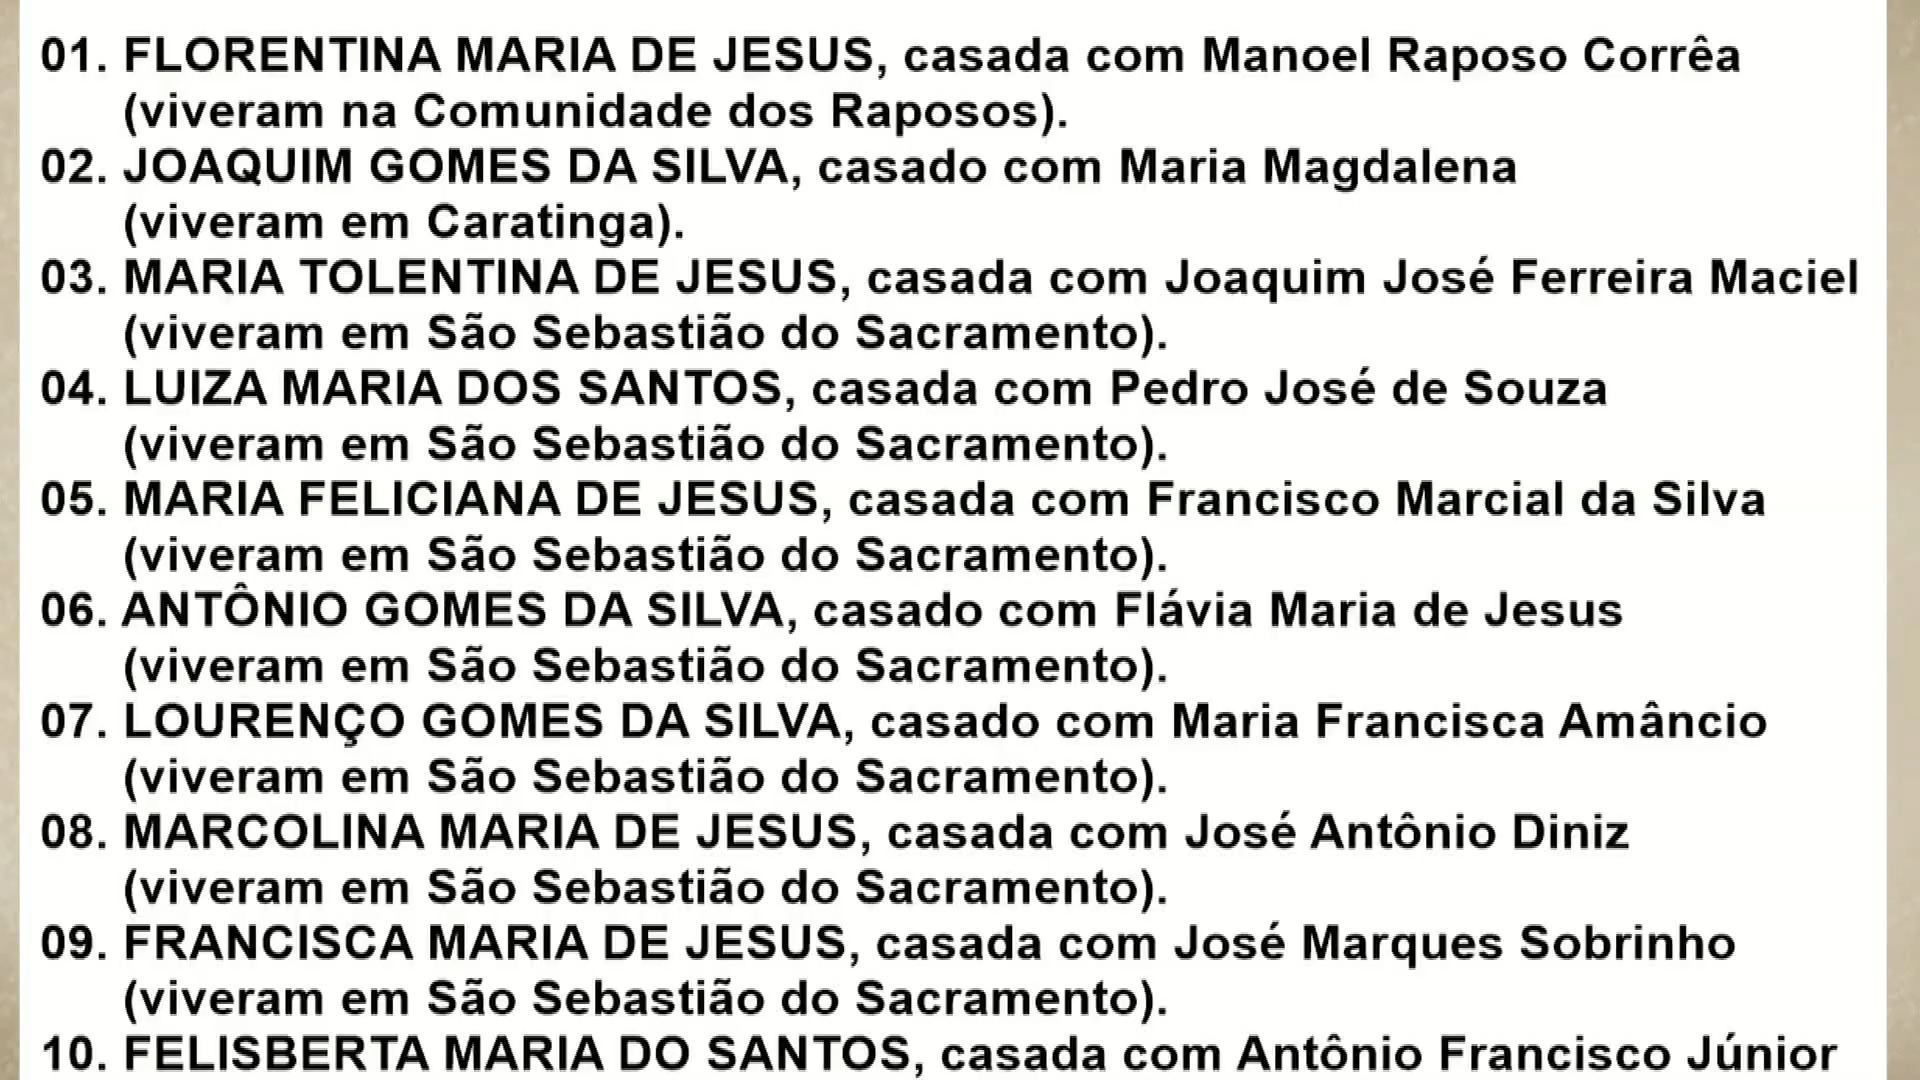 01. FLORENTINA MARIA DE JESUS, casada com Manoel Raposo Corrêa
(viveram na Comunidade dos Raposos).
02. JOAQUIM GOMES DA SILVA, casado com Maria Magdalena
(viveram em Caratinga).
03. MARIA TOLENTINA DE JESUS, casada com Joaquim José Ferreira Maciel
(viveram em São Sebastião do Sacramento).
04. LUIZA MARIA DOS SANTOS, casada com Pedro José de Souza
(viveram em São Sebastião do Sacramento).
05. MARIA FELICIANA DE JESUS, casada com Francisco Marcial da Silva
(viveram em São Sebastião do Sacramento).
06. ANTÔNIO GOMES DA SILVA, casado com Flávia Maria de Jesus
(viveram em São Sebastião do Sacramento).
07. LOURENÇO GOMES DA SILVA, casado com Maria Francisca Amâncio
(viveram em São Sebastião do Sacramento).
08. MARCOLINA MARIA DE JESUS, casada com José Antônio Diniz
(viveram em São Sebastião do Sacramento).
09. FRANCISCA MARIA DE JESUS, casada com José Marques Sobrinho
(viveram em São Sebastião do Sacramento).
10. FELISBERTA MARIA DO SANTOS, casada com Antônio Francisco Júnior